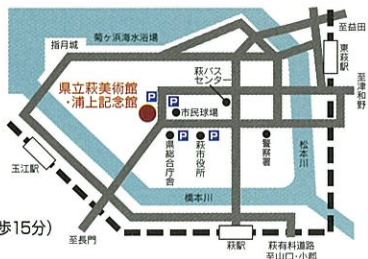 菊ヶ浜海水浴場
指月城
至益田
東萩駅
萩バス
センター
至津和野
県立萩美術館
・浦上記念館
P
P
市民球場
P
P
県総合庁舎
萩市役所
警察署
松本川
玉江駅
橋本川
歩15分)
至長門
萩駅
萩有料道路
至山口・小郡